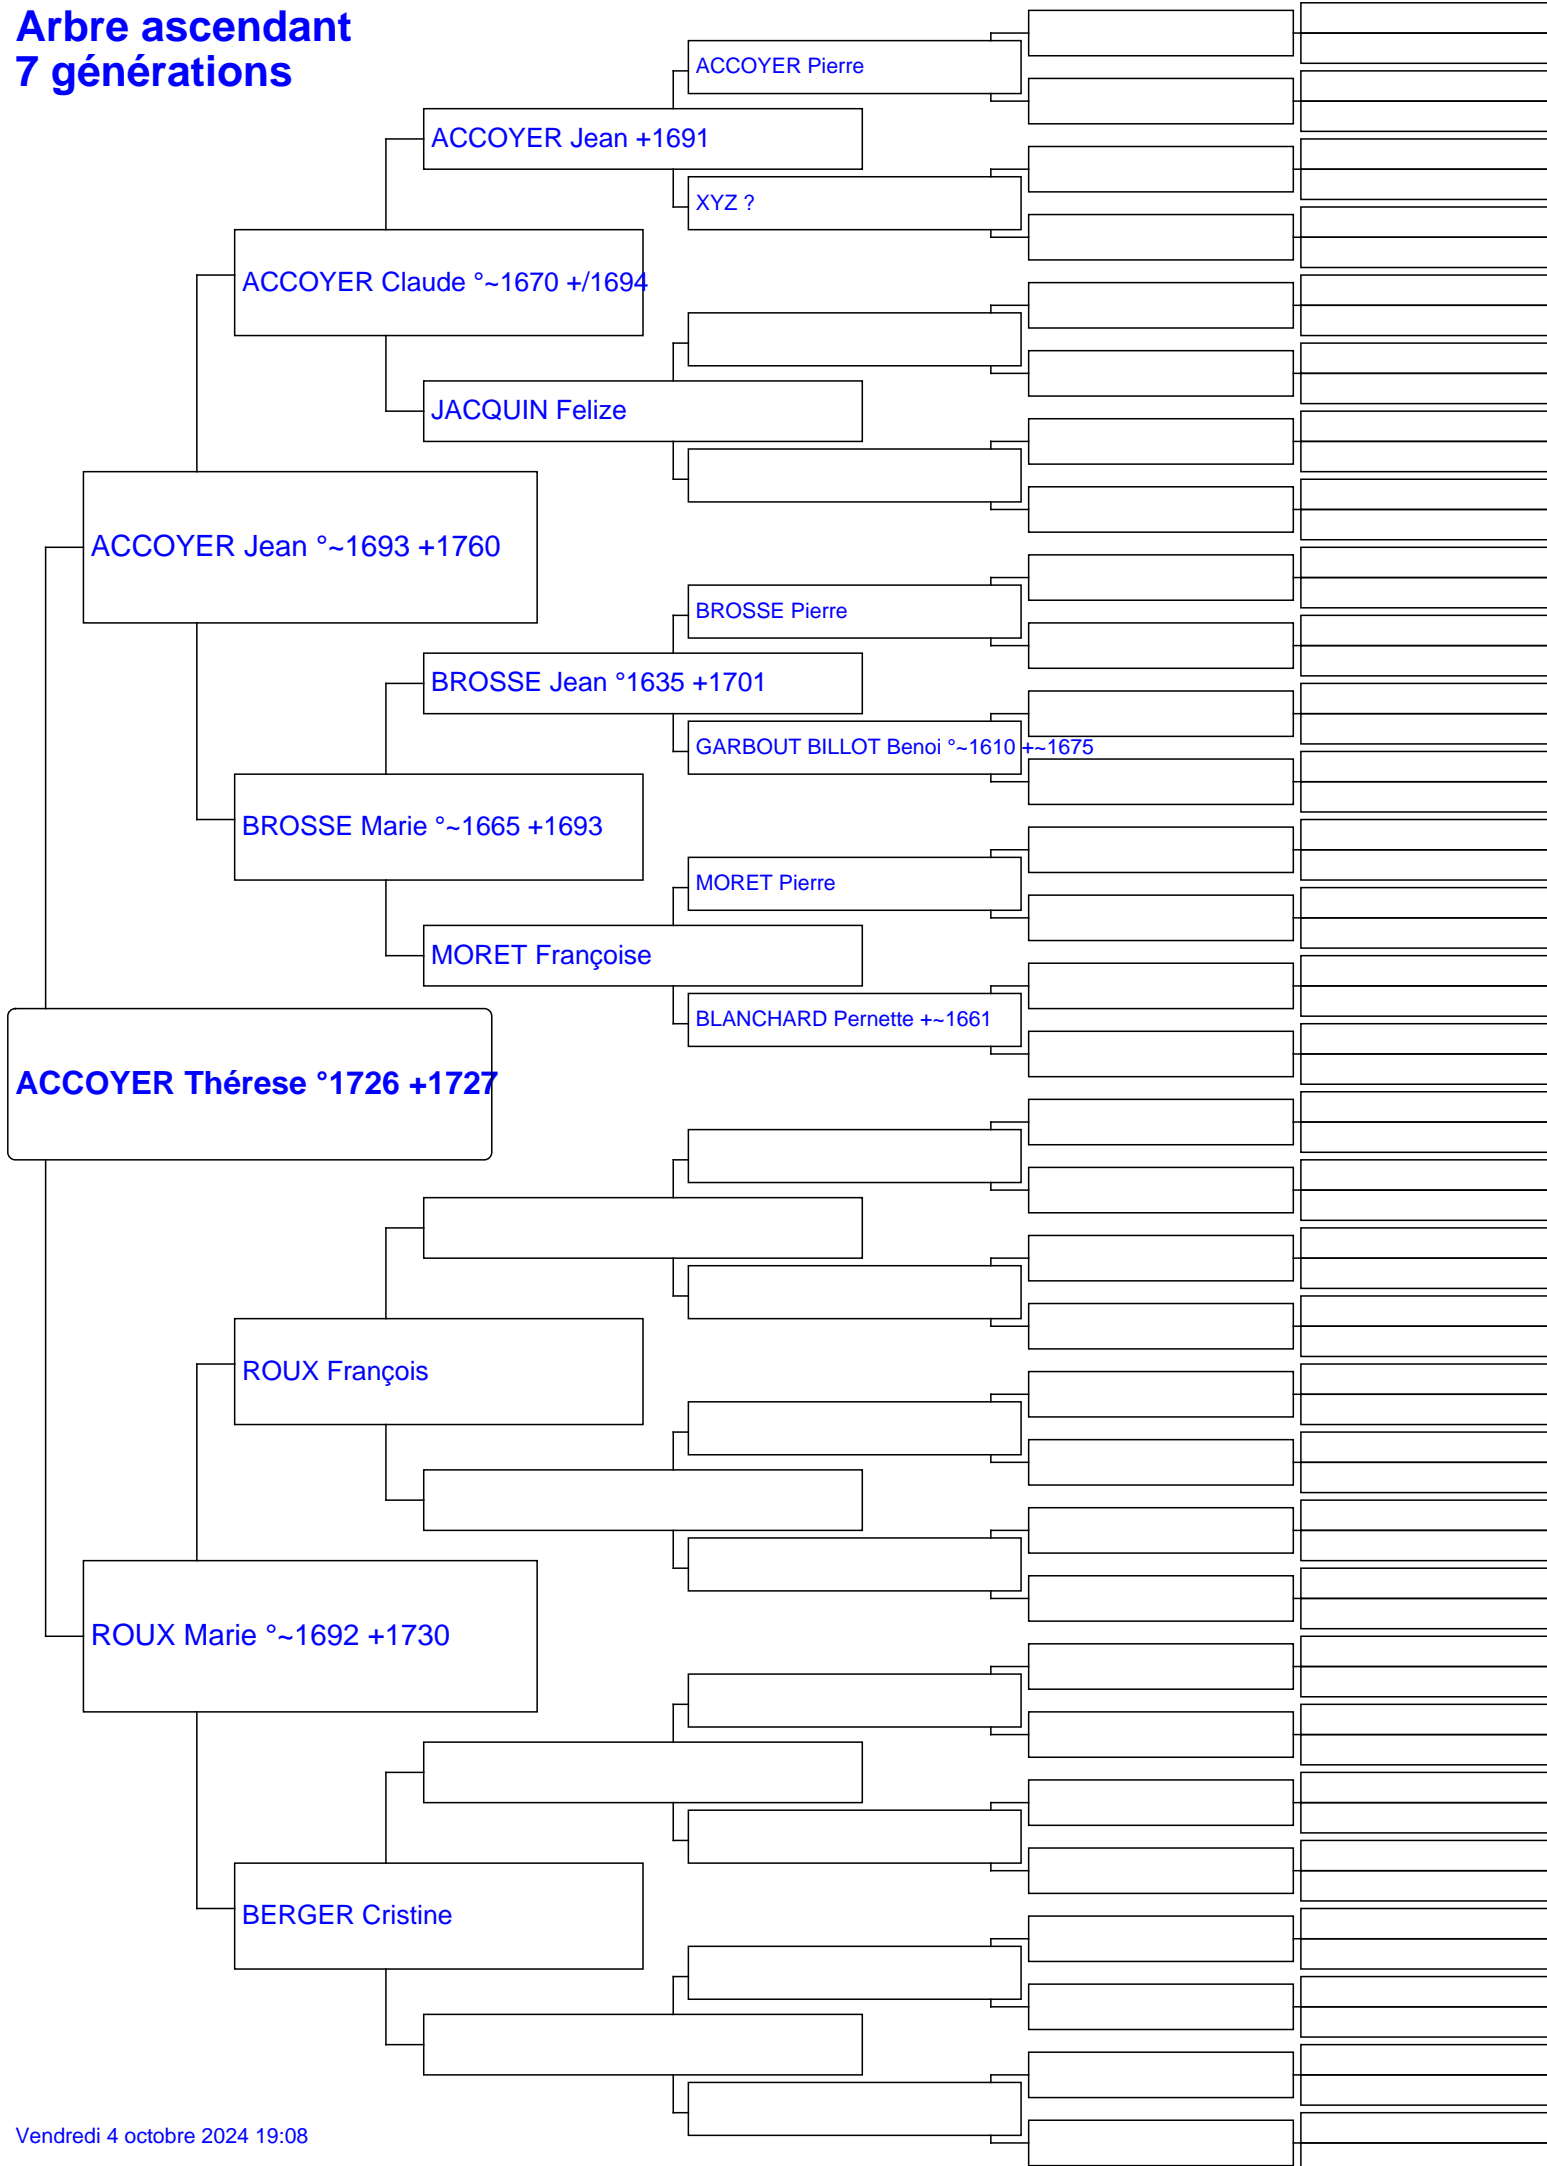 Arbre ascendant
7 générations
ACCOYER Pierre
ACCOYER Jean +1691
XYZ ?
ACCOYER Claude °~1670 +/1694
JACQUIN Felize
ACCOYER Jean °~1693 +1760
BROSSE Pierre
BROSSE Jean °1635 +1701
GARBOUT BILLOT Benoi °~1610 +~1675
BROSSE Marie °~1665 +1693
MORET Pierre
MORET Françoise
BLANCHARD Pernette +~1661
ACCOYER Thérese °1726 +1727
ROUX François
ROUX Marie °~1692 +1730
BERGER Cristine
Vendredi 4 octobre 2024 19:08